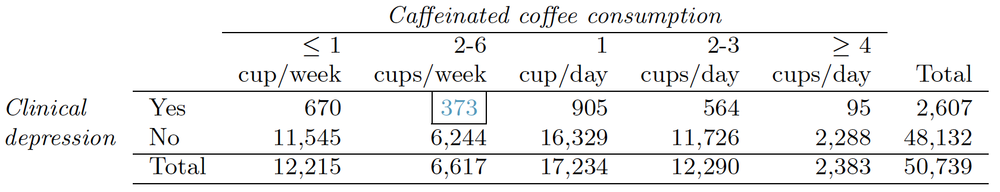 Caffeinated coffee consumption
≤ 1 2-6 1 2-3 ≥ 4
cup/week cups/week cup/day cups/day cups/day Total
Clinical Yes 670 373 905 564 95 2,607
depression No 11,545 6,244 16,329 11,726 2,288 48,132
Total 12,215 6,617 17,234 12,290 2,383 50,739